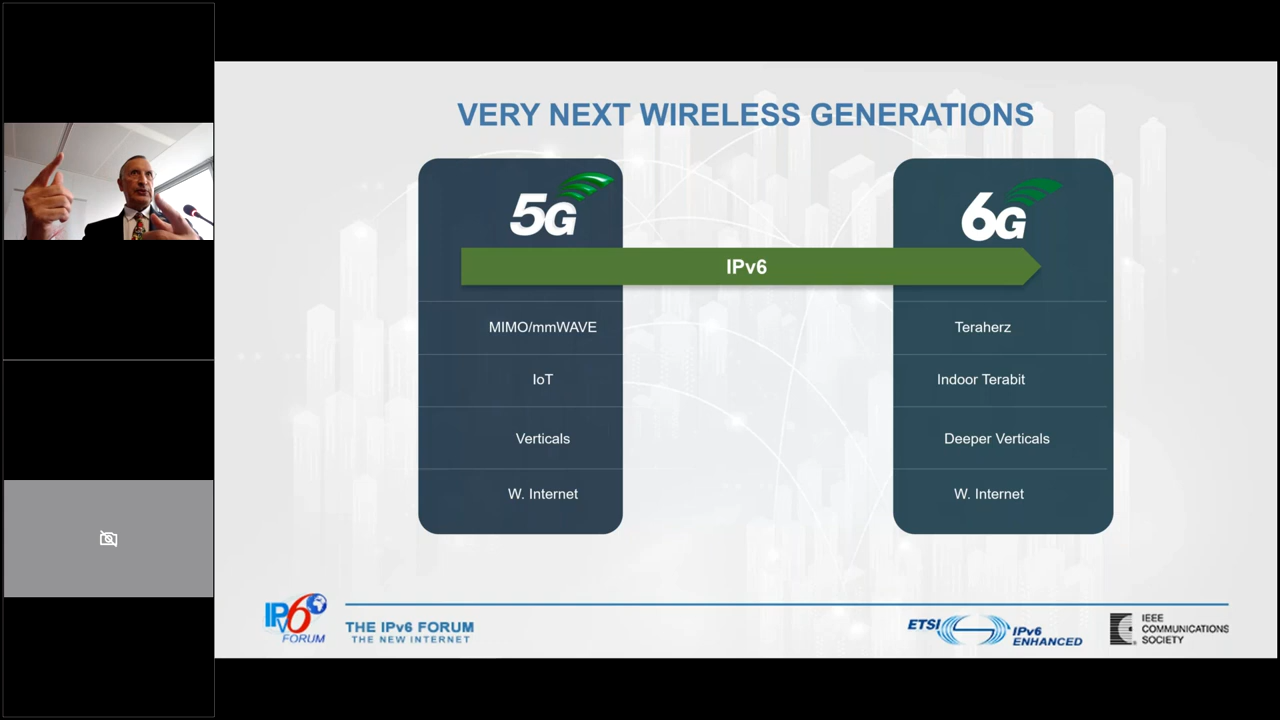 VERY NEXT WIRELESS GENERATIONS
5G
6G
IPv6
MIMO/mmWAVE
Teraherz
IoT
Indoor Terabit
Verticals
Deeper Verticals
W. Internet
W. Internet
IPv6
FORUM
THE IPv6 FORUM
THE NEW INTERNET
ETSI
IPv6
ENHANCED
IEEE
COMMUNICATIONS
SOCIETY